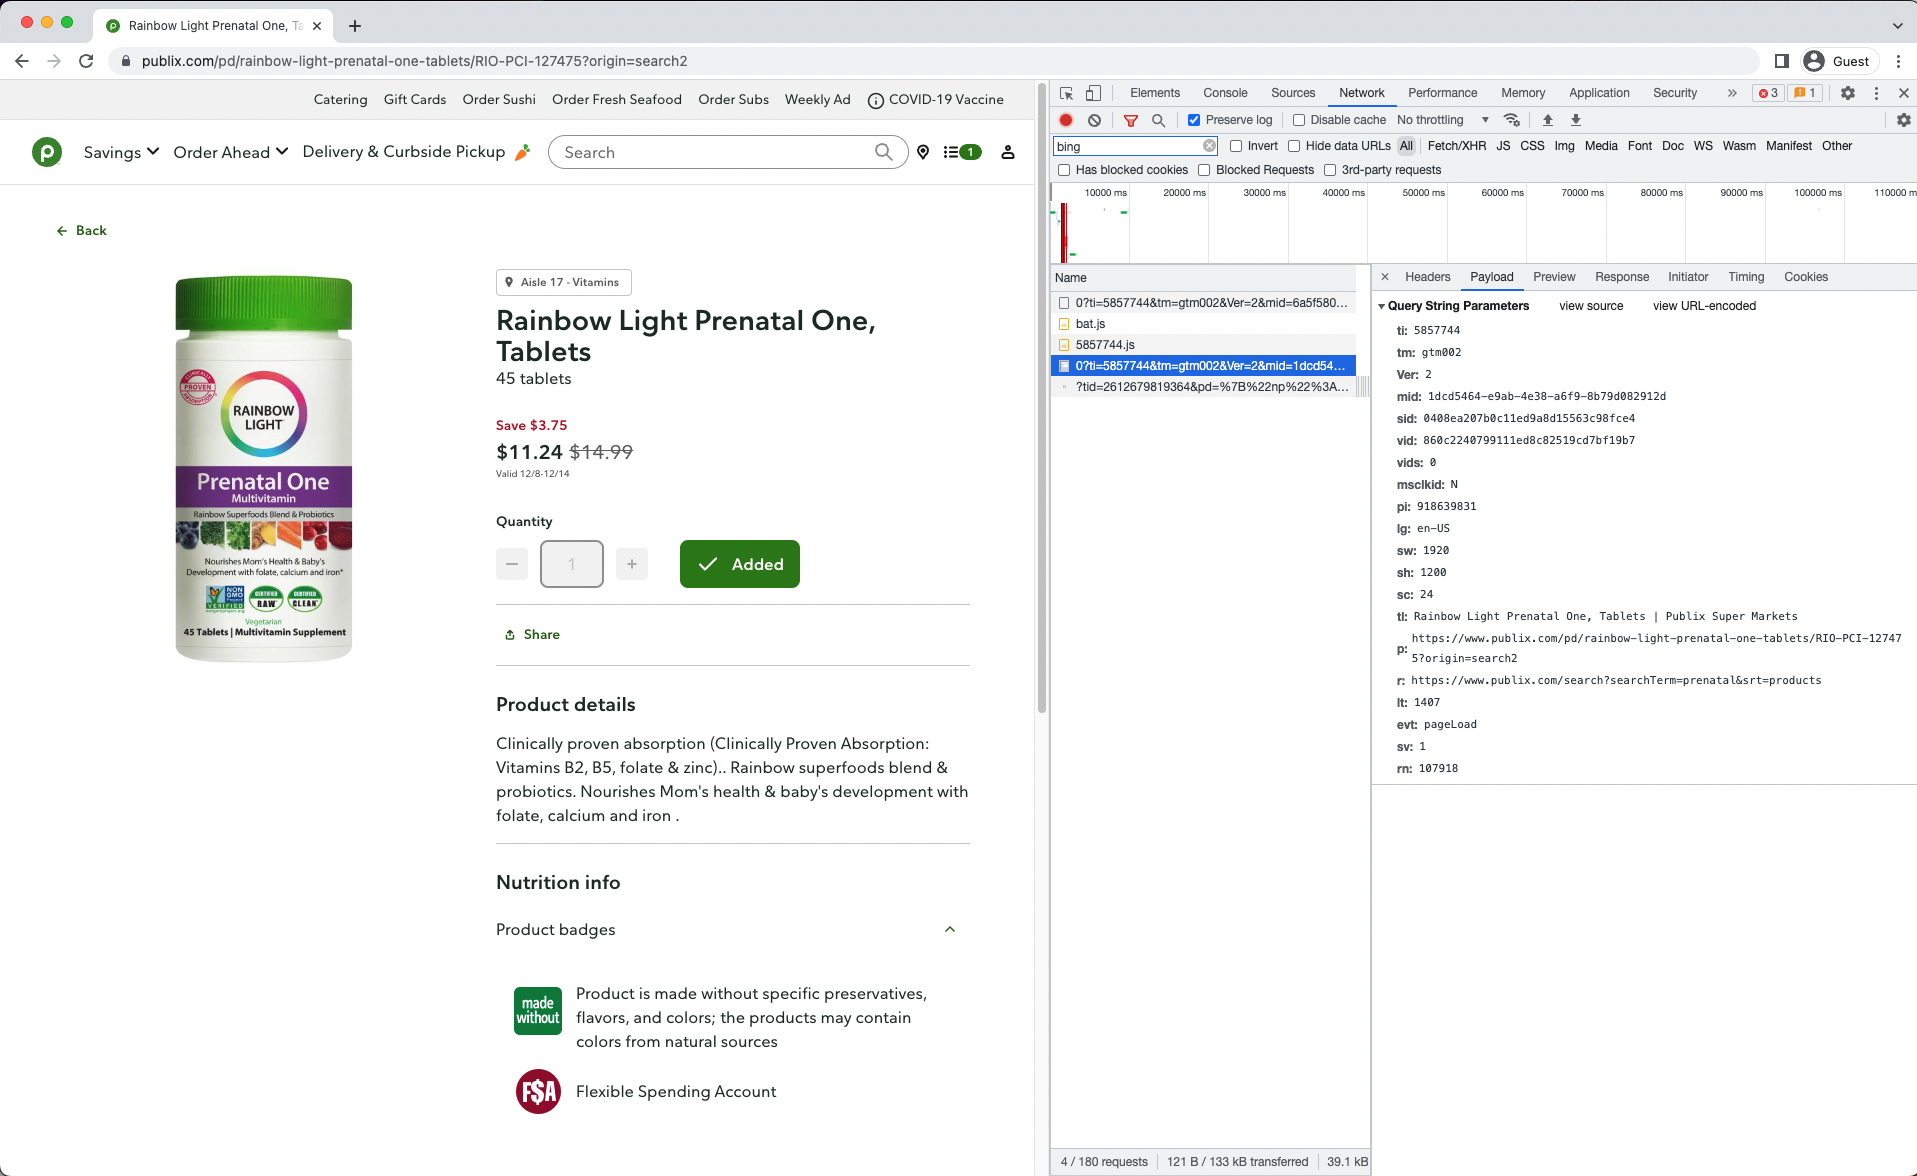 Rainbow Light Prenatal One, Ta
publix.com/pd/rainbow-light-prenatal-one-tablets/RIO-PCI-127475?origin=search2
Guest
Catering Gift Cards Order Sushi Order Fresh Seafood Order Subs Weekly Ad COVID-19 Vaccine
Savings Order Ahead Delivery & Curbside Pickup Search 1
Back
Aisle 17 - Vitamins
Rainbow Light Prenatal One,
Tablets
45 tablets
Save $3.75
$11.24 $14.99
Valid 12/8-12/14
Quantity
1
Added
Share
CLINICALLY
PROVEN
ABSORPTION
RAINBOW
LIGHT
Prenatal One
Multivitamin
Rainbow Superfoods Blend & Probiotics
Nourishes Mom's Health & Baby's
Development with folate, calcium and iron*
NON
GMO
Project
VERIFIED
CERTIFIED
RAW
CERTIFIED
CLEAN
Vegetarian
45 Tablets | Multivitamin Supplement
Product details
Clinically proven absorption (Clinically Proven Absorption:
Vitamins B2, B5, folate & zinc).. Rainbow superfoods blend &
probiotics. Nourishes Mom's health & baby's development with
folate, calcium and iron .
Nutrition info
Product badges
made
without
Product is made without specific preservatives,
flavors, and colors; the products may contain
colors from natural sources
F$A
Flexible Spending Account
Elements Console Sources Network Performance Memory Application Security » 3 1
Preserve log Disable cache No throttling
bing Invert Hide data URLs All Fetch/XHR JS CSS Img Media Font Doc WS Wasm Manifest Other
Has blocked cookies Blocked Requests 3rd-party requests
10000 ms 20000 ms 30000 ms 40000 ms 50000 ms 60000 ms 70000 ms 80000 ms 90000 ms 100000 ms 110000 m
Name
0?ti=5857744&tm=gtm002&Ver=2&mid=6a5f580...
bat.js
5857744.js
0?ti=5857744&tm=gtm002&Ver=2&mid=1dcd54...
?tid=2612679819364&pd=%7B%22np%22%3A...
Headers Payload Preview Response Initiator Timing Cookies
Query String Parameters view source view URL-encoded
ti: 5857744
tm: gtm002
Ver: 2
mid: 1dcd5464-e9ab-4e38-a6f9-8b79d082912d
sid: 0408ea207b0c11ed9a8d15563c98fce4
vid: 860c2240799111ed8c82519cd7bf19b7
vids: 0
msclkid: N
pi: 918639831
lg: en-US
sw: 1920
sh: 1200
sc: 24
tl: Rainbow Light Prenatal One, Tablets | Publix Super Markets
p: https://www.publix.com/pd/rainbow-light-prenatal-one-tablets/RIO-PCI-12747
5?origin=search2
r: https://www.publix.com/search?searchTerm=prenatal&srt=products
lt: 1407
evt: pageLoad
sv: 1
rn: 107918
4 / 180 requests 121 B / 133 kB transferred 39.1 kB